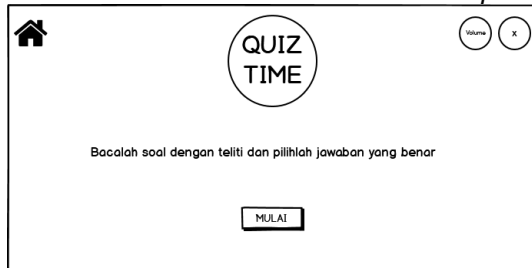 QUIZ
TIME
Volume
X
Bacalah soal dengan teliti dan pilihlah jawaban yang benar
MULAI